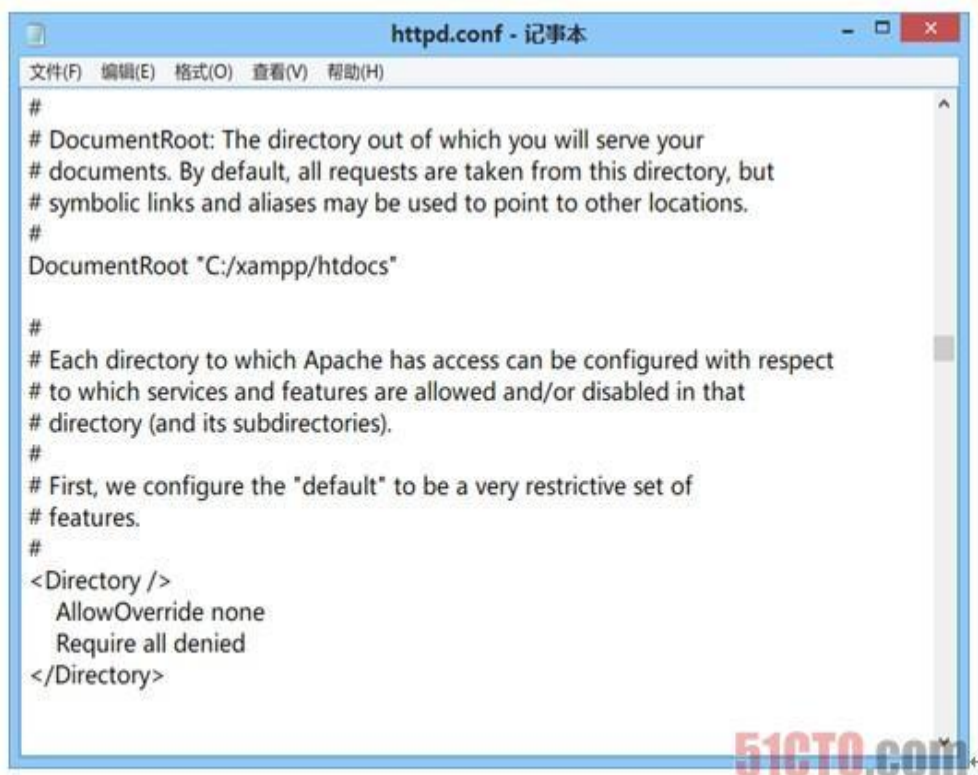 httpd.conf - 记事本
文件(F) 编辑(E) 格式(O) 查看(V) 帮助(H)
#
# DocumentRoot: The directory out of which you will serve your
# documents. By default, all requests are taken from this directory, but
# symbolic links and aliases may be used to point to other locations.
#
DocumentRoot "C:/xampp/htdocs"
#
# Each directory to which Apache has access can be configured with respect
# to which services and features are allowed and/or disabled in that
# directory (and its subdirectories).
#
# First, we configure the "default" to be a very restrictive set of
# features.
#
<Directory />
AllowOverride none
Require all denied
</Directory>
51CTO.com